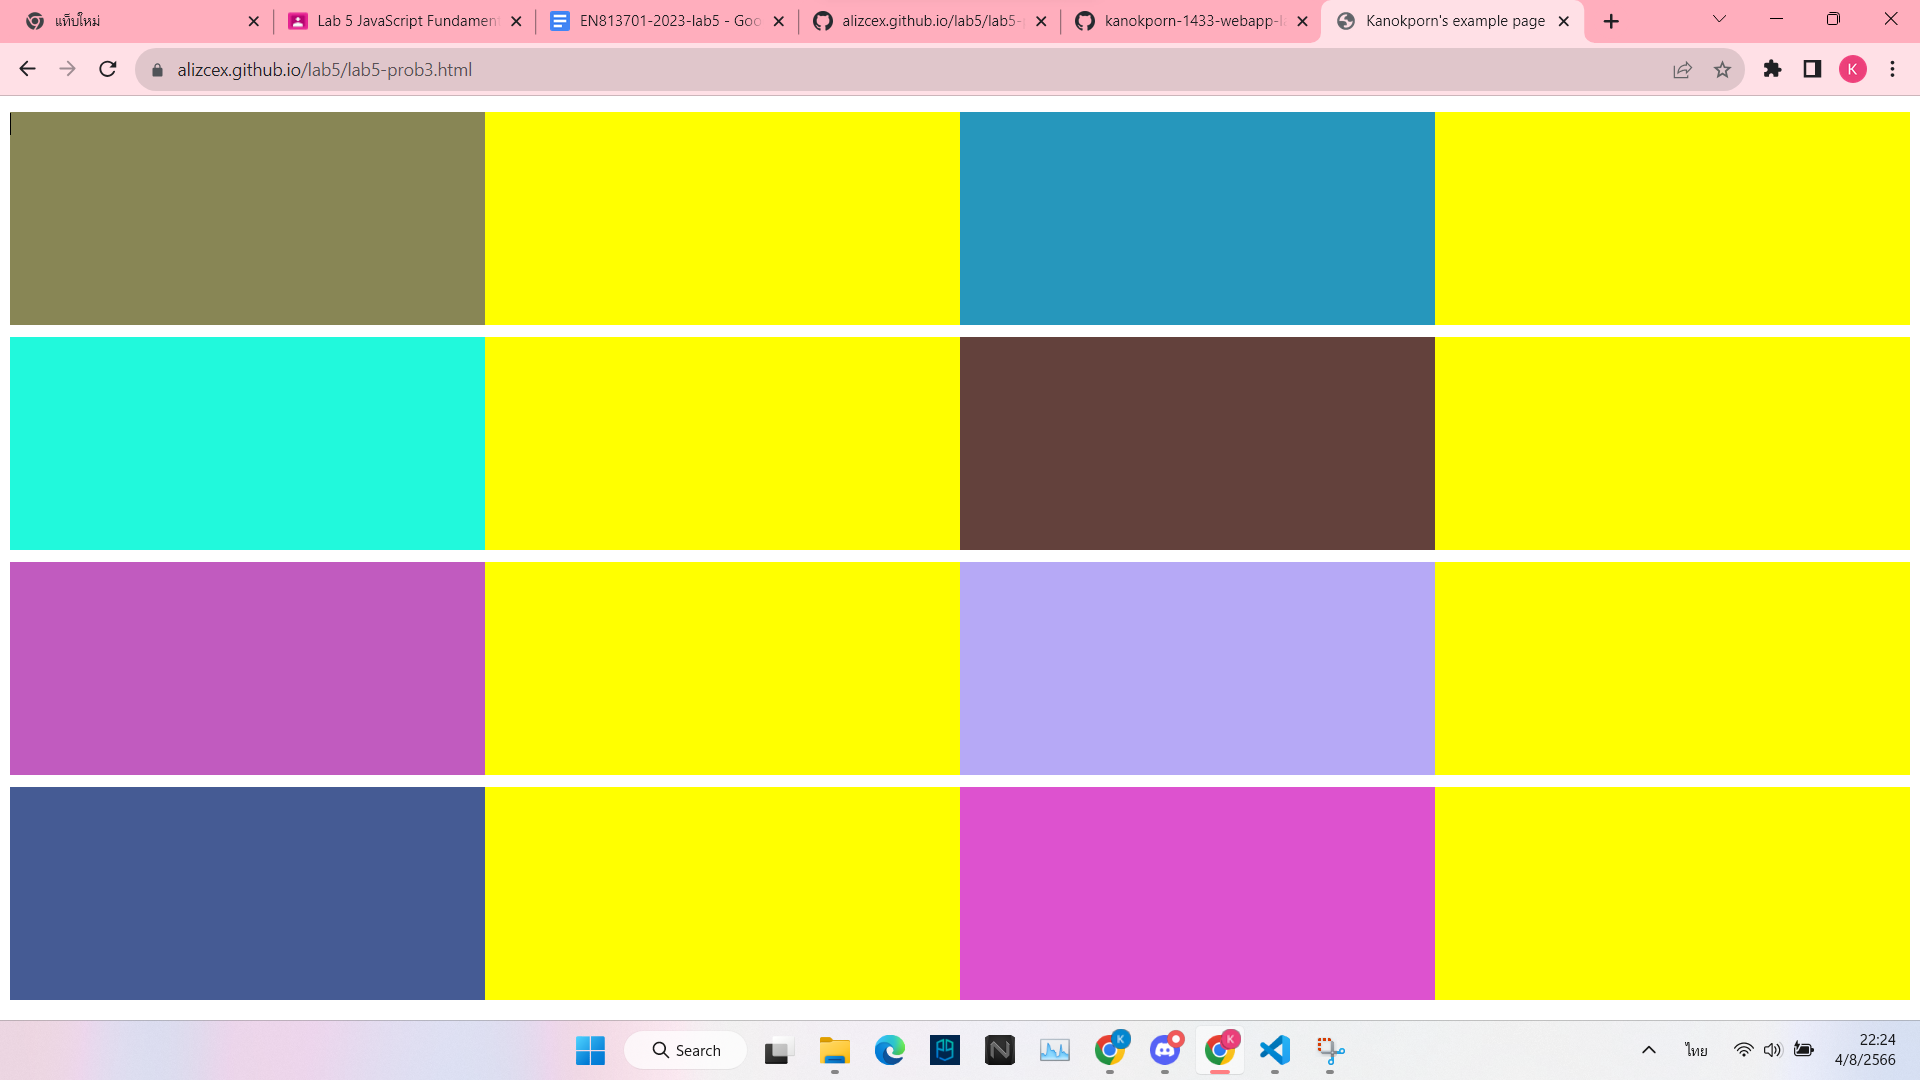 แท็บใหม่
Lab 5 JavaScript Fundament
EN813701-2023-lab5 - Goo
alizcex.github.io/lab5/lab5-
kanokporn-1433-webapp-la
Kanokporn's example page
alizcex.github.io/lab5/lab5-prob3.html
K
Search
K
K
ไทย
22:24
4/8/2566